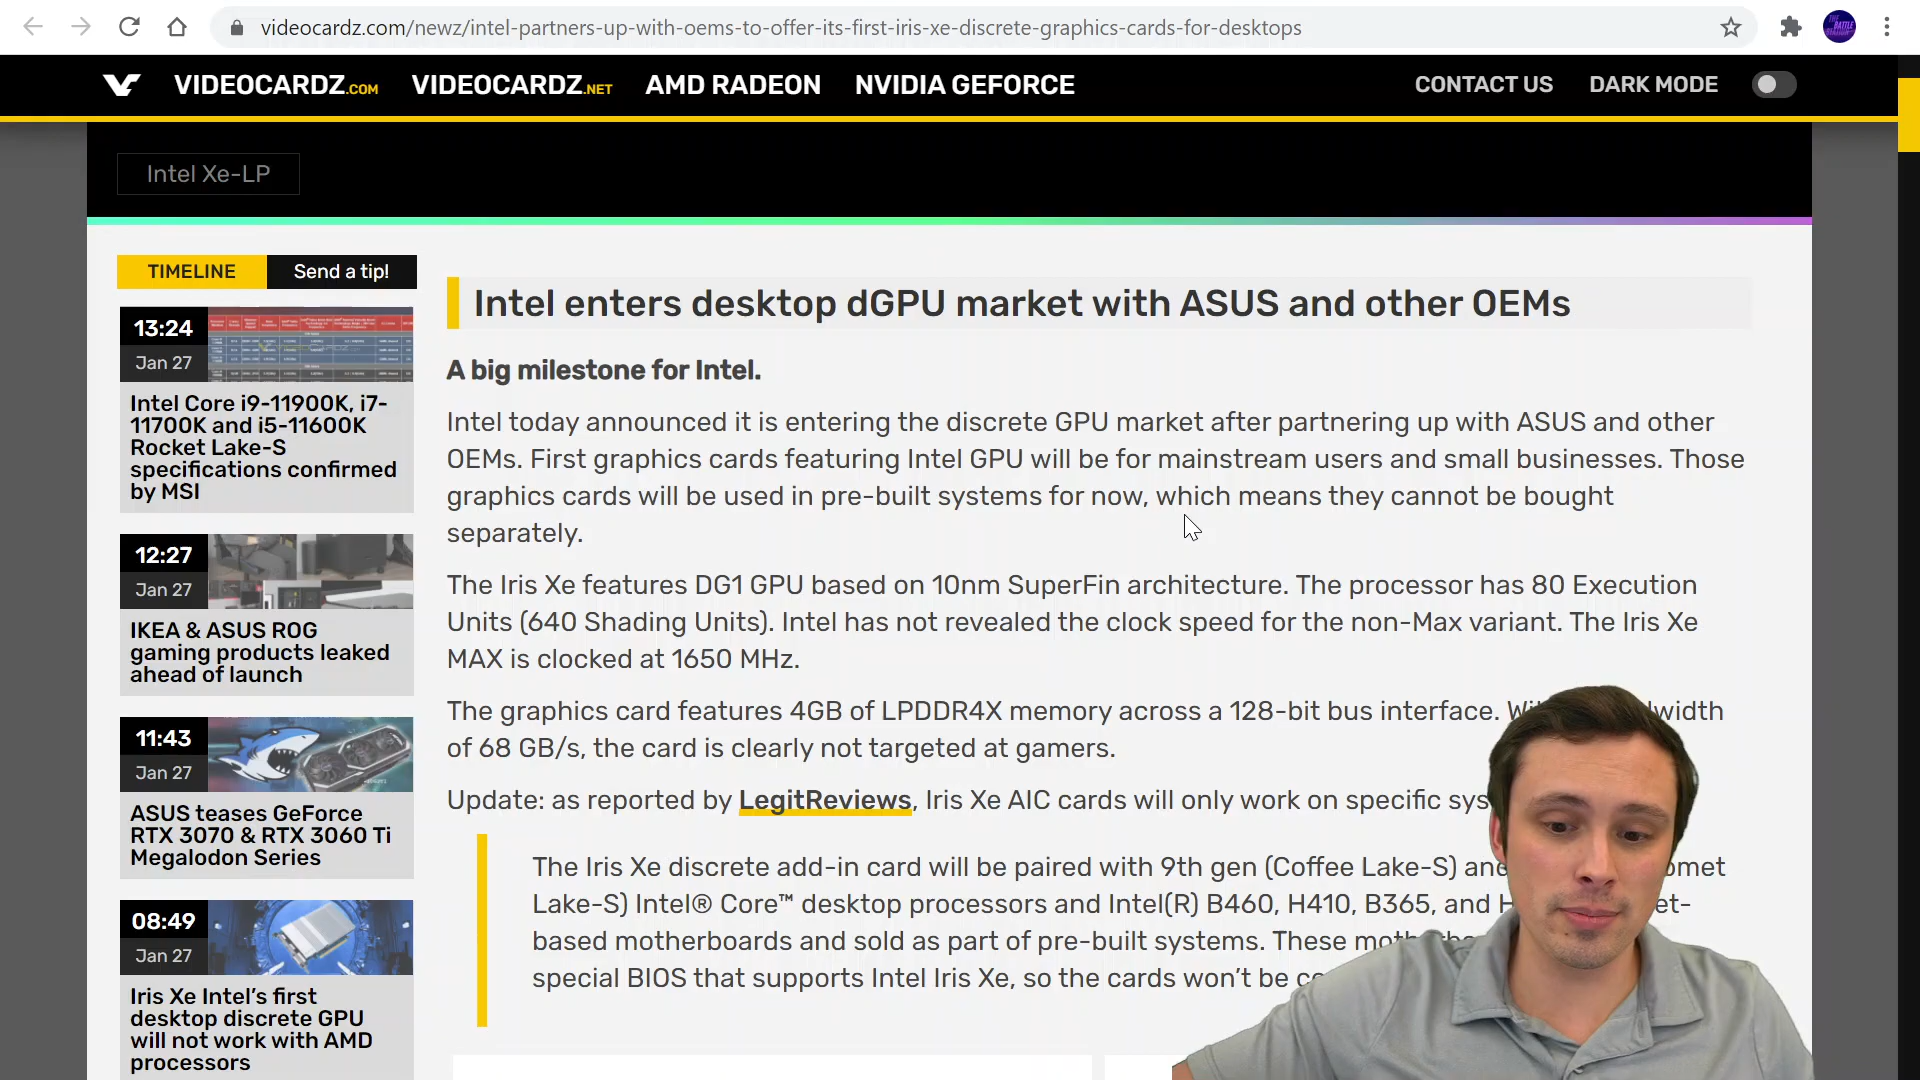 videocardz.com/newz/intel-partners-up-with-oems-to-offer-its-first-iris-xe-discrete-graphics-cards-for-desktops
VIDEOCARDZ.COM VIDEOCARDZ.NET AMD RADEON NVIDIA GEFORCE CONTACT US DARK MODE
Intel Xe-LP
TIMELINE Send a tip!
13:24
Jan 27
Intel Core i9-11900K, i7-
11700K and i5-11600K
Rocket Lake-S
specifications confirmed
by MSI
12:27
Jan 27
IKEA & ASUS ROG
gaming products leaked
ahead of launch
11:43
Jan 27
ASUS teases GeForce
RTX 3070 & RTX 3060 Ti
Megalodon Series
08:49
Jan 27
Iris Xe Intel's first
desktop discrete GPU
will not work with AMD
processors
Intel enters desktop dGPU market with ASUS and other OEMs
A big milestone for Intel.
Intel today announced it is entering the discrete GPU market after partnering up with ASUS and other
OEMs. First graphics cards featuring Intel GPU will be for mainstream users and small businesses. Those
graphics cards will be used in pre-built systems for now, which means they cannot be bought
separately.
The Iris Xe features DG1 GPU based on 10nm SuperFin architecture. The processor has 80 Execution
Units (640 Shading Units). Intel has not revealed the clock speed for the non-Max variant. The Iris Xe
MAX is clocked at 1650 MHz.
The graphics card features 4GB of LPDDR4X memory across a 128-bit bus interface.
of 68 GB/s, the card is clearly not targeted at gamers.
Update: as reported by LegitReviews, Iris Xe AIC cards will only work on specific
The Iris Xe discrete add-in card will be paired with 9th gen (Coffee Lake-S)
Lake-S) Intel® Core™ desktop processors and Intel(R) B460, H410, B365, and
based motherboards and sold as part of pre-built systems. These
special BIOS that supports Intel Iris Xe, so the cards won't be